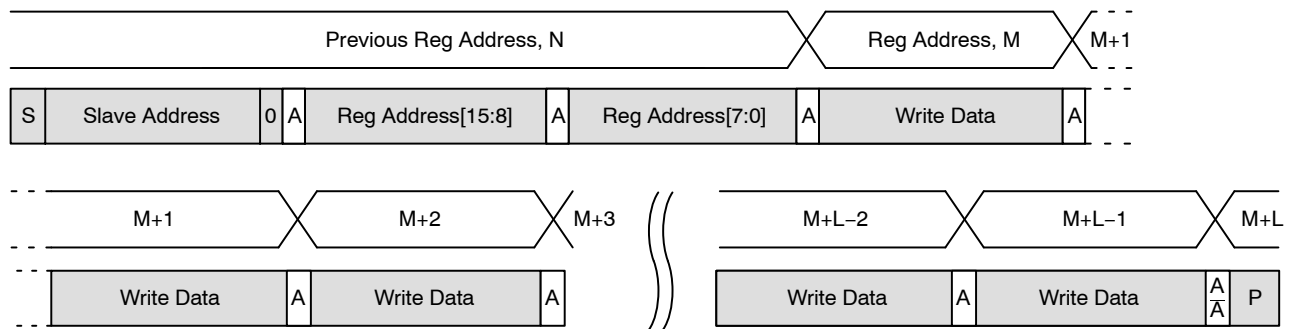 Previous Reg Address, N Reg Address, M M+1
S Slave Address 0 A Reg Address[15:8] A Reg Address[7:0] A Write Data A
M+1 M+2 M+3 M+L−2 M+L−1 M+L
Write Data A Write Data A Write Data A Write Data A/A̅ P